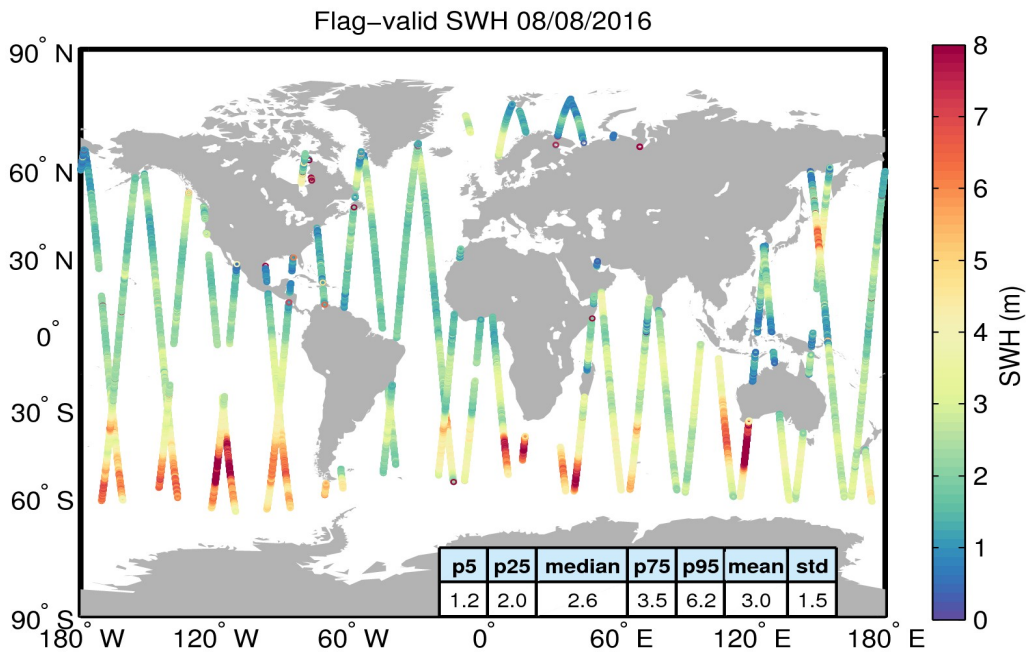 Flag−valid SWH 08/08/2016
90° N
60° N
30° N
0°
30° S
60° S
90° S
180° W
120° W
60° W
0°
60° E
120° E
180° E
8
7
6
5
4
3
2
1
0
SWH (m)
p5 p25 median p75 p95 mean std
1.2 2.0 2.6 3.5 6.2 3.0 1.5